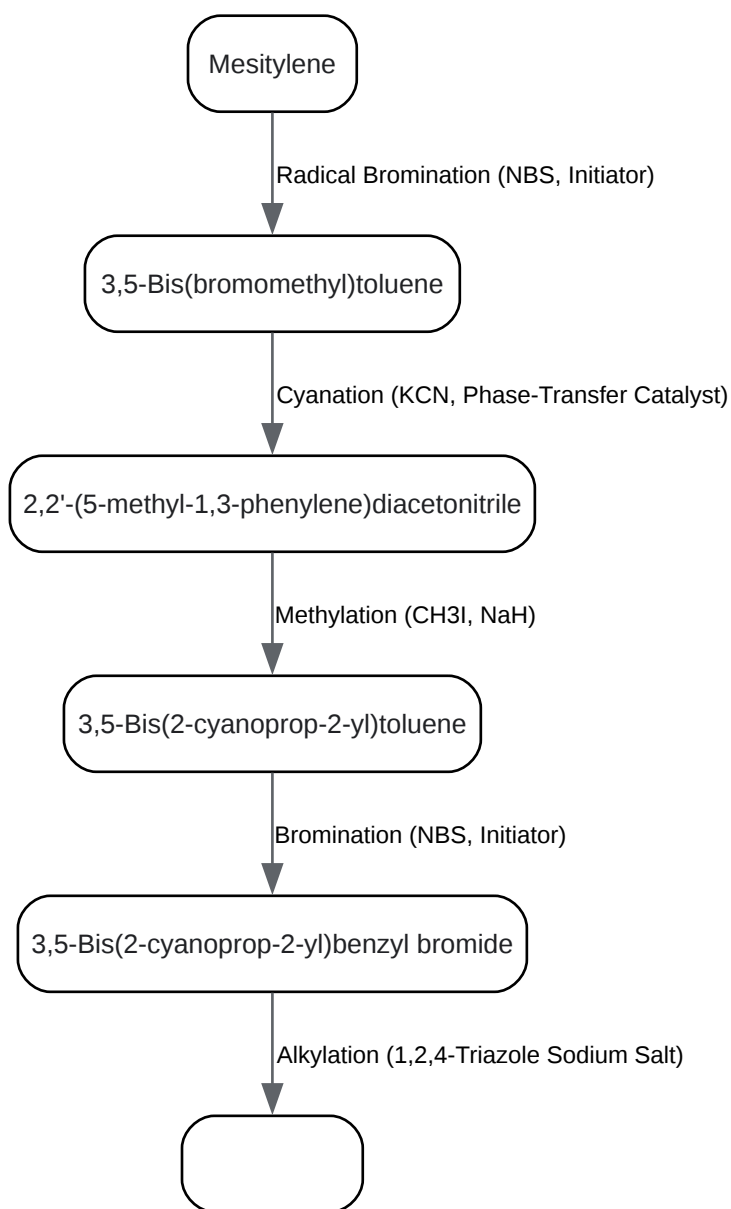 Mesitylene
Radical Bromination (NBS, Initiator)
3,5-Bis(bromomethyl)toluene
Cyanation (KCN, Phase-Transfer Catalyst)
2,2'-(5-methyl-1,3-phenylene)diacetonitrile
Methylation (CH3I, NaH)
3,5-Bis(2-cyanoprop-2-yl)toluene
Bromination (NBS, Initiator)
3,5-Bis(2-cyanoprop-2-yl)benzyl bromide
Alkylation (1,2,4-Triazole Sodium Salt)